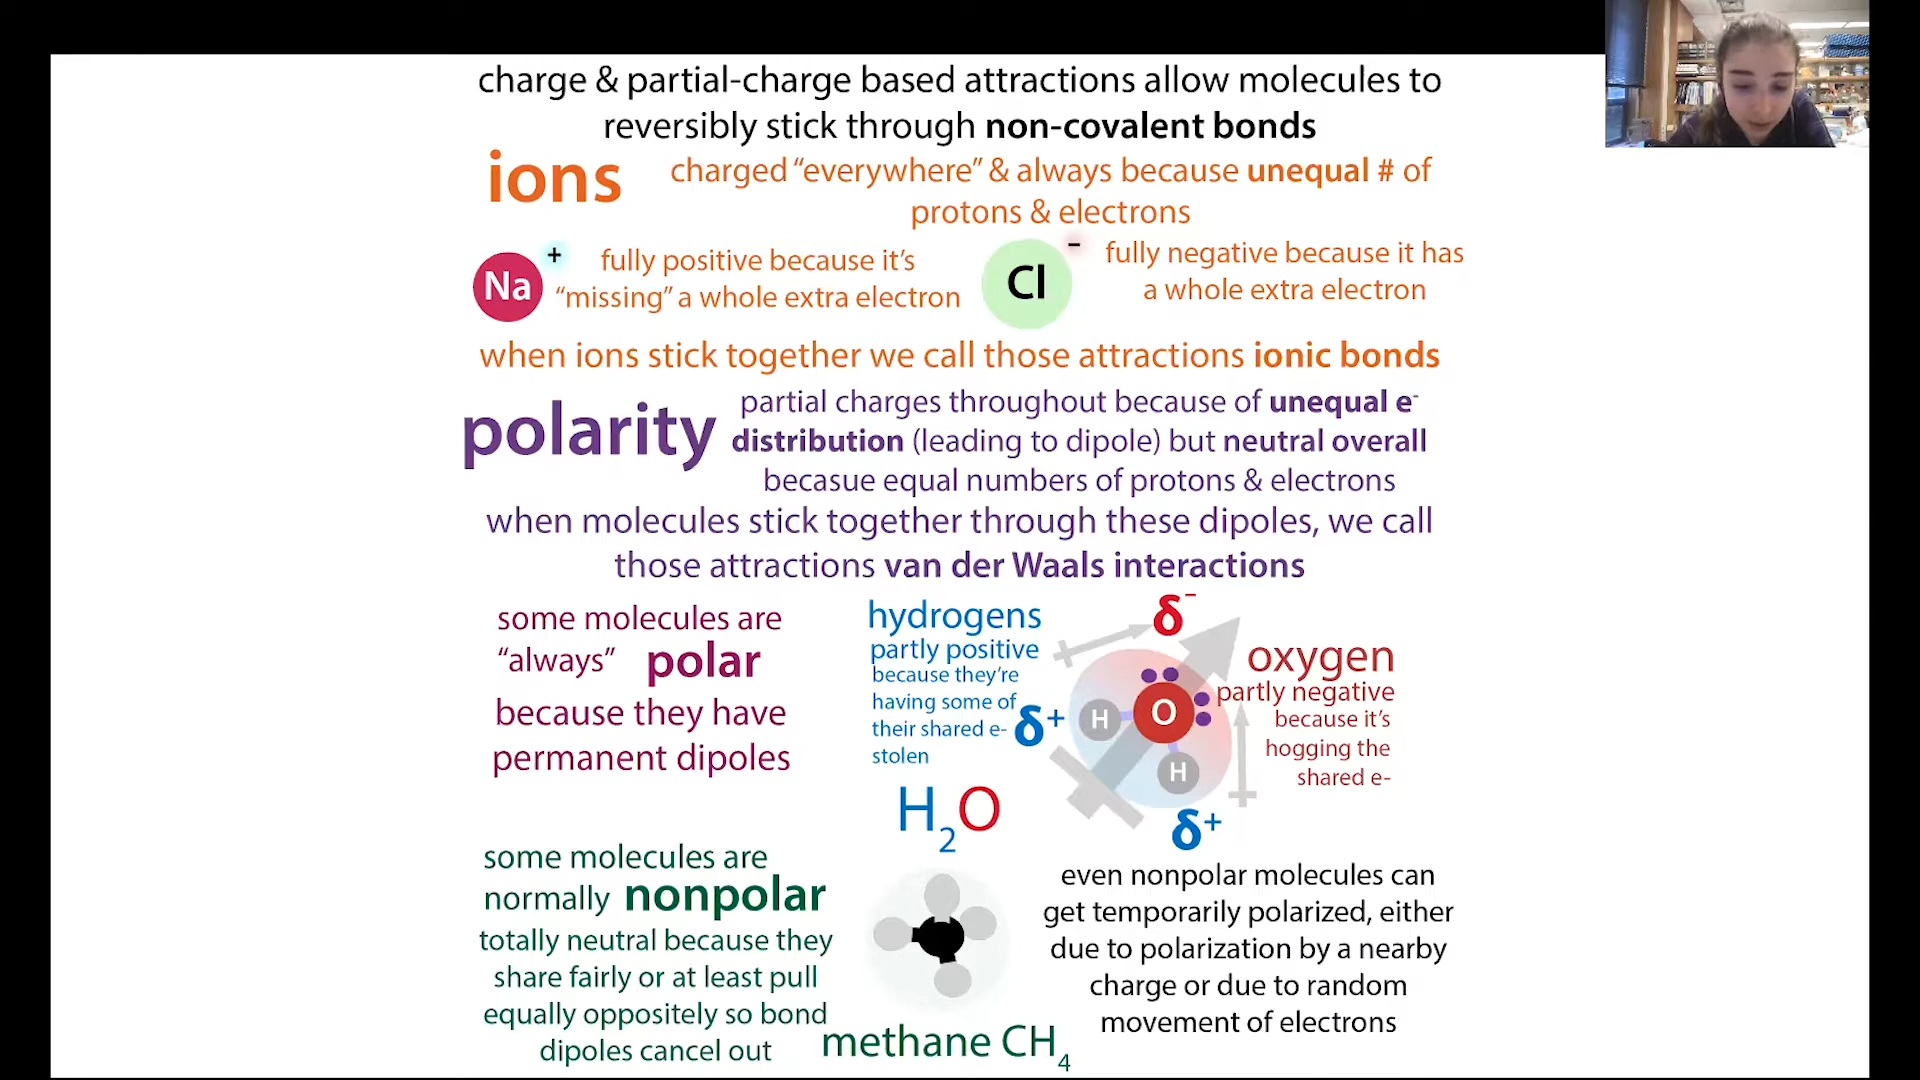 charge & partial-charge based attractions allow molecules to
reversibly stick through non-covalent bonds
ions
charged “everywhere” & always because unequal # of
protons & electrons
Na +
fully positive because it’s
“missing” a whole extra electron
Cl -
fully negative because it has
a whole extra electron
when ions stick together we call those attractions ionic bonds
polarity
partial charges throughout because of unequal e-
distribution (leading to dipole) but neutral overall
becasue equal numbers of protons & electrons
when molecules stick together through these dipoles, we call
those attractions van der Waals interactions
some molecules are
“always” polar
because they have
permanent dipoles
hydrogens
partly positive
because they’re
having some of
their shared e-
stolen
δ+
δ-
H
O
H
δ+
oxygen
partly negative
because it’s
hogging the
shared e-
H2O
some molecules are
normally nonpolar
totally neutral because they
share fairly or at least pull
equally oppositely so bond
dipoles cancel out
methane CH4
even nonpolar molecules can
get temporarily polarized, either
due to polarization by a nearby
charge or due to random
movement of electrons